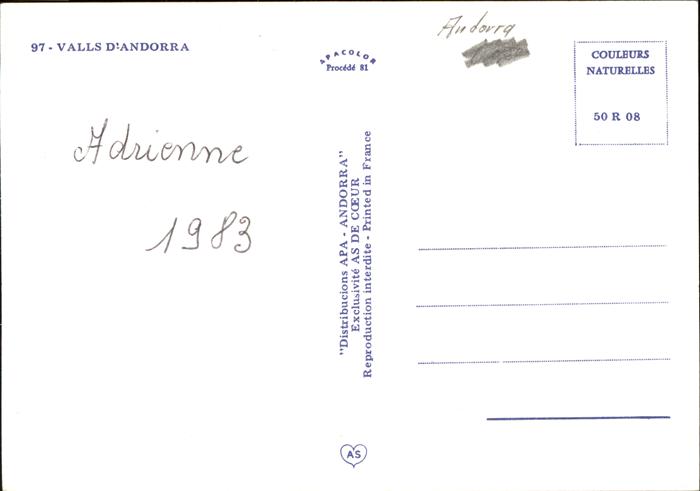 Andorra
97 - VALLS D'ANDORRA
APACOLOR
Procédé 81
COULEURS
NATURELLES
50 R 08
Adrienne
1983
"Distribucions APA - ANDORRA"
Exclusivité AS DE CŒUR
Reproduction interdite - Printed in France
AS